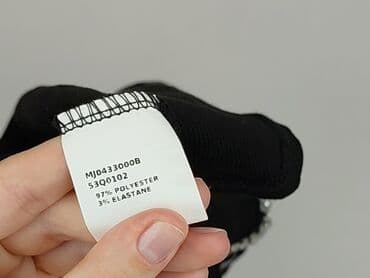 MJ0433000B
53Q0102
97% POLYESTER
3% ELASTANE